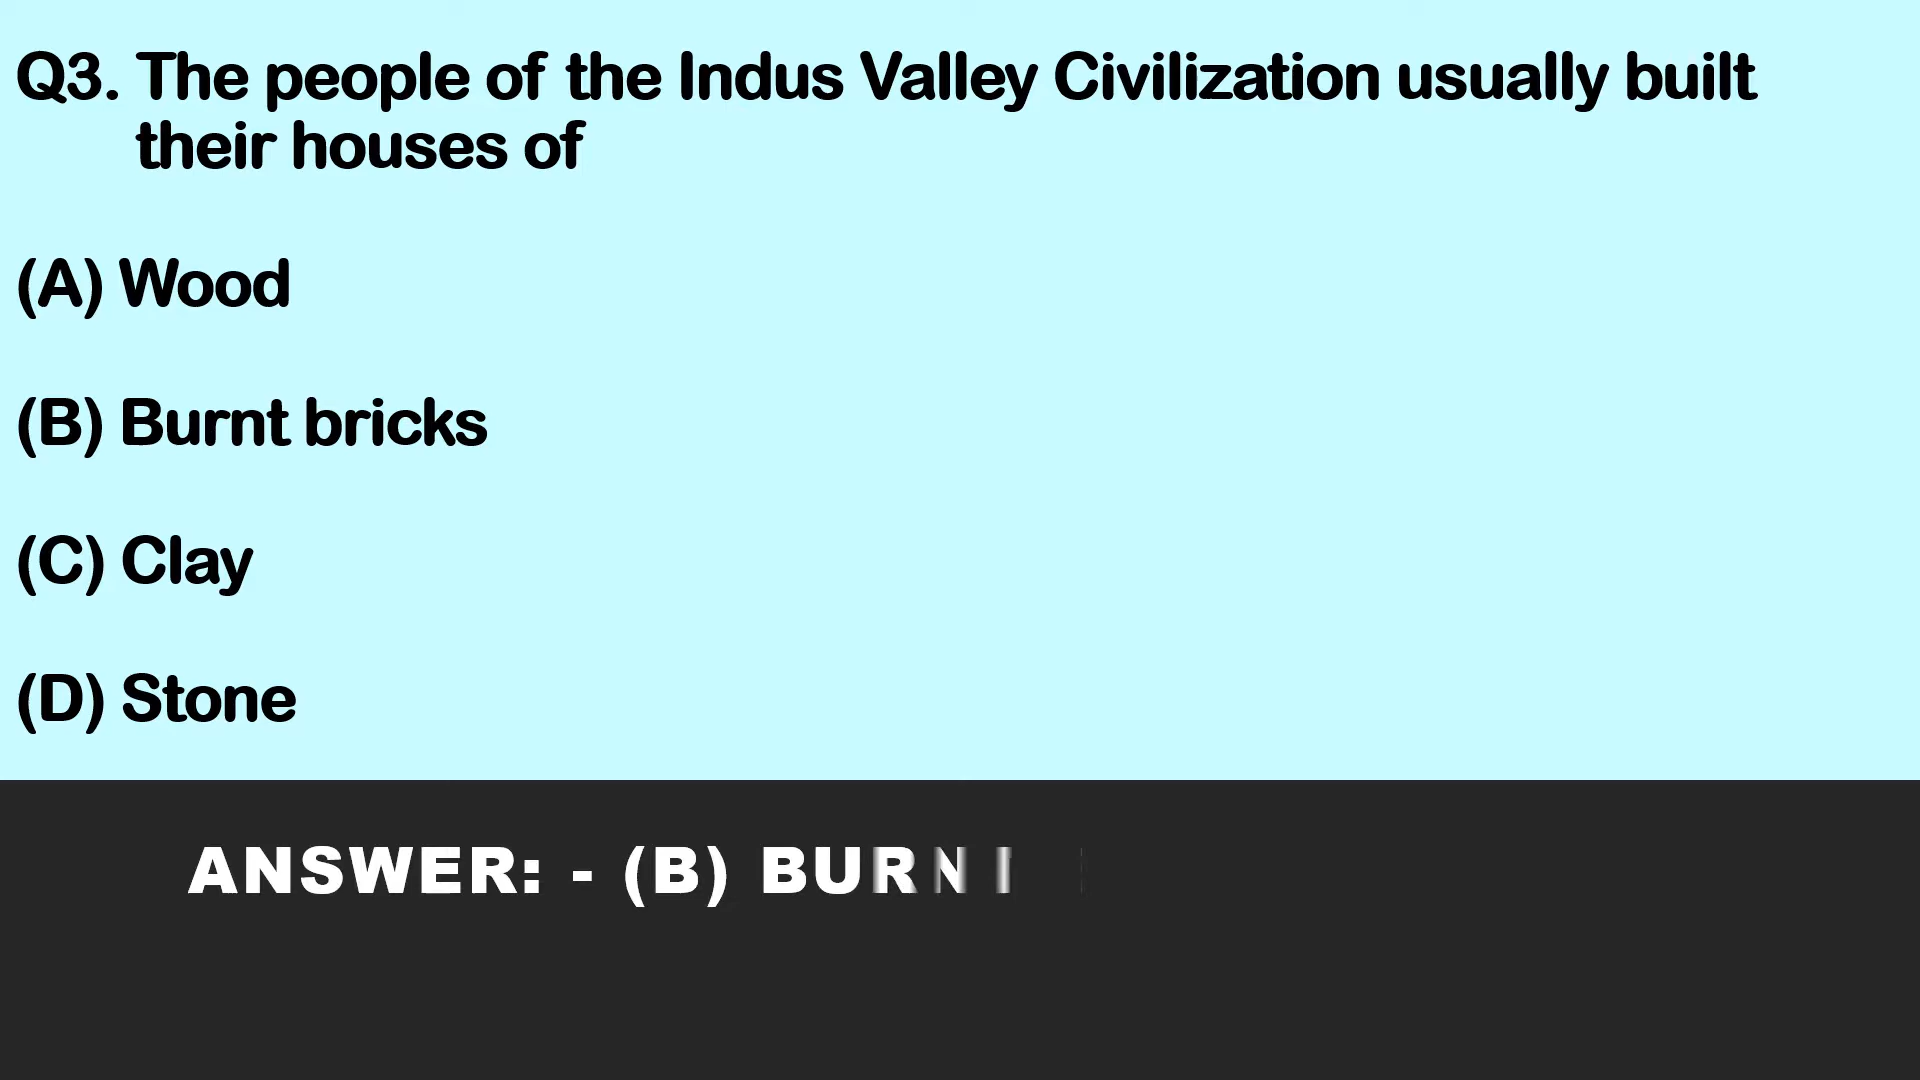 Q3. The people of the Indus Valley Civilization usually built
their houses of
(A) Wood
(B) Burnt bricks
(C) Clay
(D) Stone
ANSWER: - (B) BURN